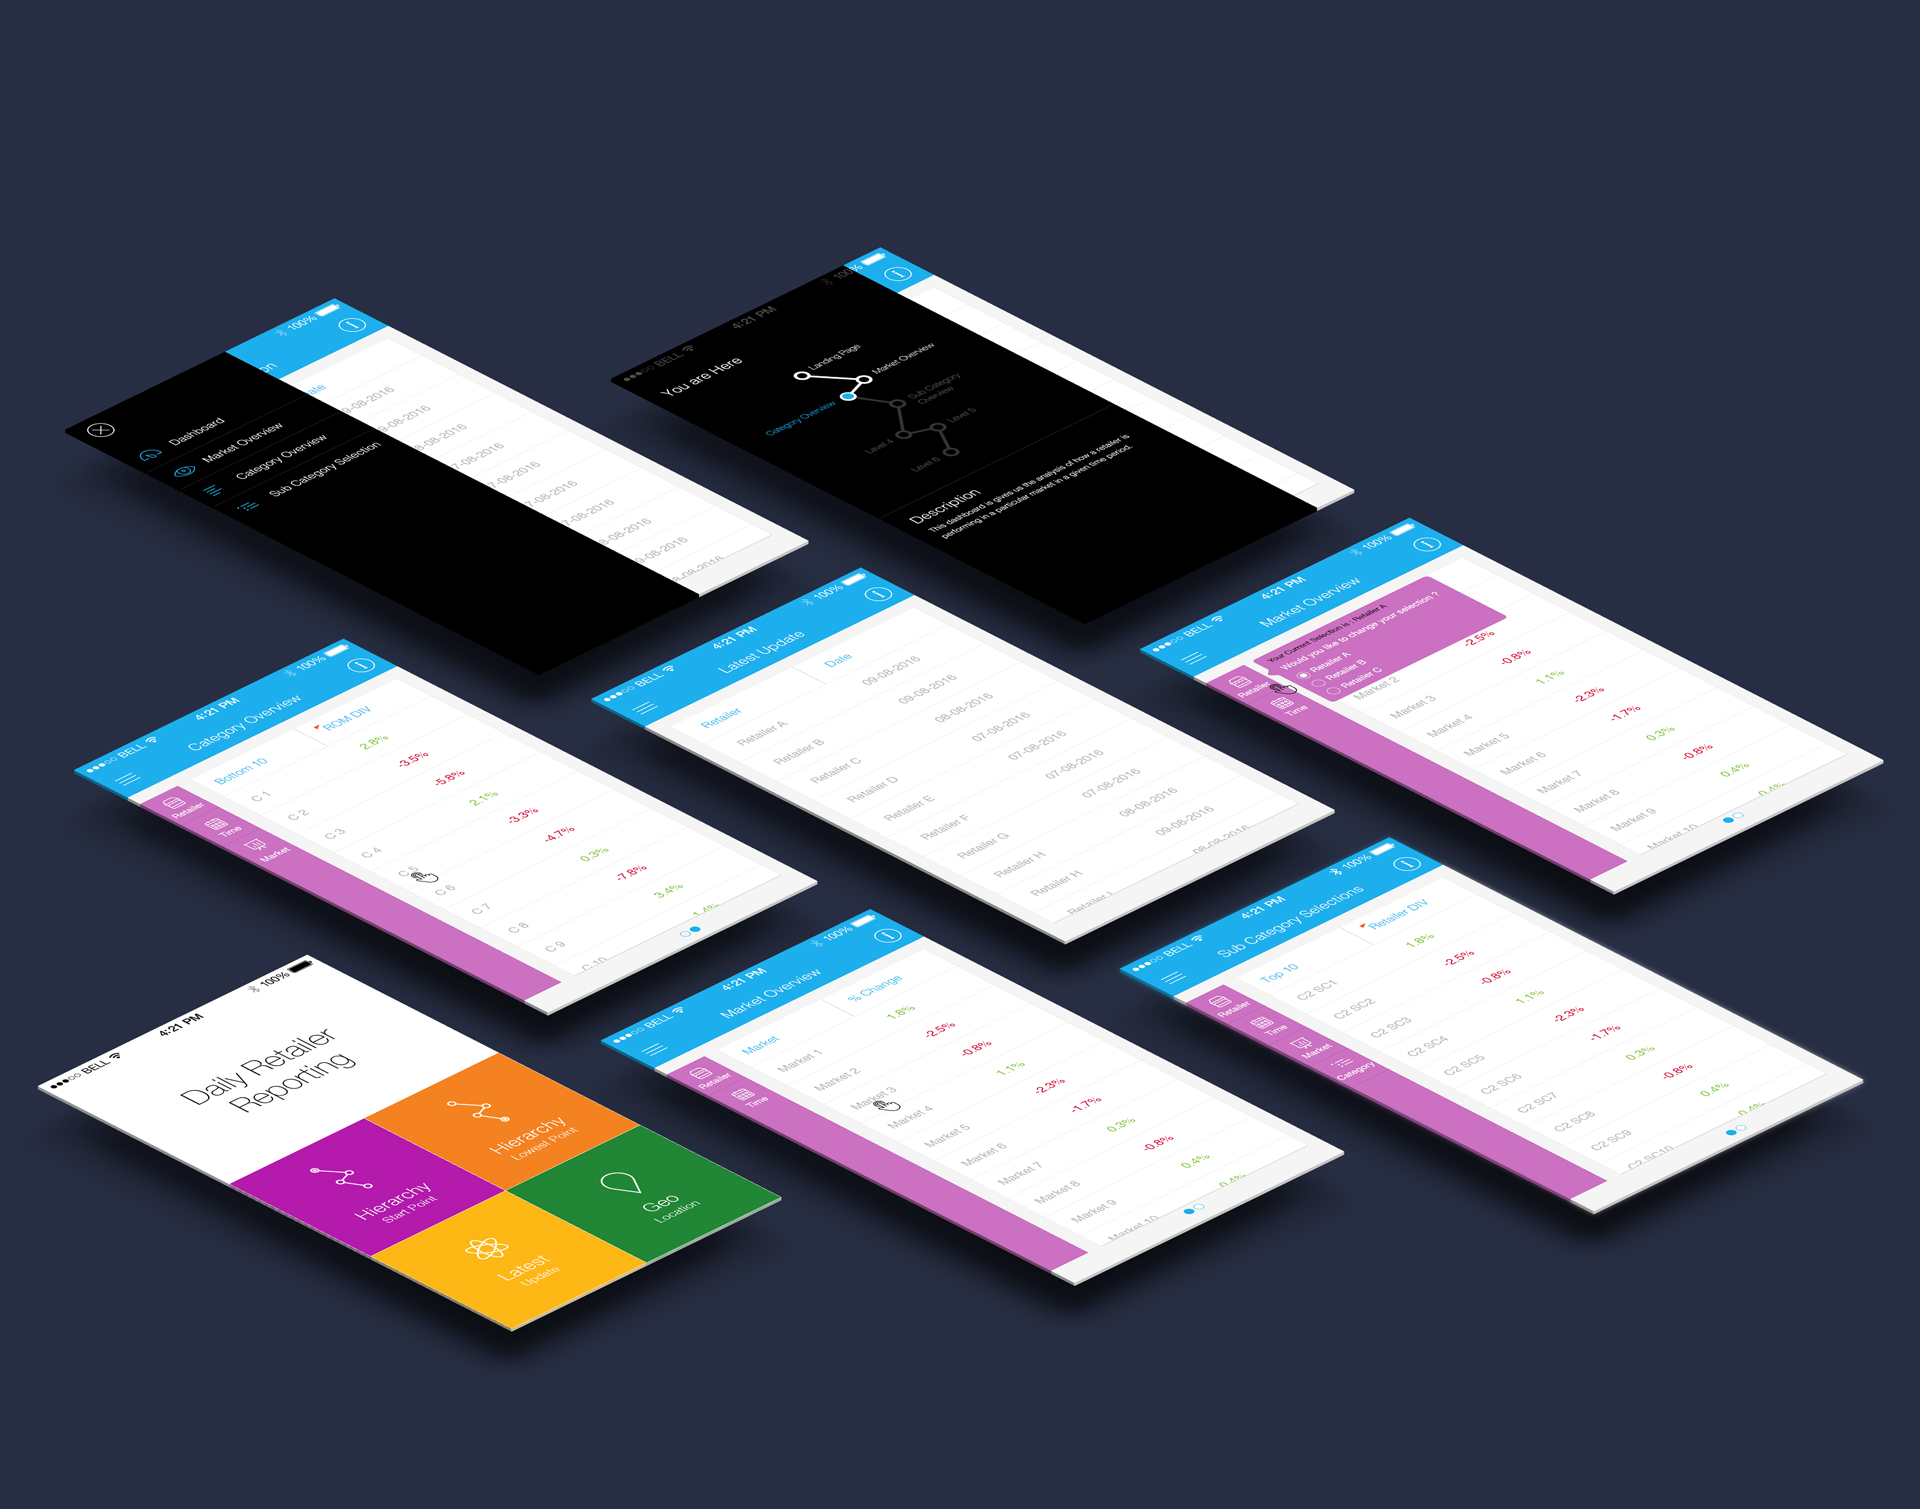 100%
on
ate
9-08-2016
9-08-2016
8-08-2016
7-08-2016
7-08-2016
7-08-2016
7-08-2016
8-08-2016
9-08-2016
8-08-2016
Dashboard
Market Overview
Category Overview
Sub Category Selection
BELL
4:21 PM
100%
You are Here
Landing Page
Market Overview
Category Overview
Sub Category
Overview
Level 4
Level 5
Level 6
Description
This dashboard is gives us the analysis of how a retailer is
performing in a particular market in a given time period.
BELL
4:21 PM
100%
Category Overview
Retailer
Time
Market
Bottom 10
ROM DIV
C 1
2.8%
C 2
-3.5%
C 3
-5.8%
C 4
2.1%
C 5
-3.3%
C 6
-4.7%
C 7
0.3%
C 8
-7.8%
C 9
3.4%
C 10
1.4%
BELL
4:21 PM
100%
Latest Update
Retailer
Date
Retailer A
09-08-2016
Retailer B
09-08-2016
Retailer C
08-08-2016
Retailer D
07-08-2016
Retailer E
07-08-2016
Retailer F
07-08-2016
Retailer G
07-08-2016
Retailer H
08-08-2016
Retailer H
09-08-2016
Retailer I
08-08-2016
BELL
4:21 PM
100%
Market Overview
Your Current Selection is : Retailer A
Would you like to change your selection ?
Retailer A
Retailer B
Retailer C
Retailer
Time
-2.5%
Market 2
-0.8%
Market 3
1.1%
Market 4
-2.3%
Market 5
-1.7%
Market 6
0.3%
Market 7
-0.8%
Market 8
0.4%
Market 9
0.4%
Market 10
BELL
4:21 PM
100%
Daily Retailer
Reporting
Hierarchy
Lowest Point
Hierarchy
Start Point
Geo
Location
Latest
Update
BELL
4:21 PM
100%
Market Overview
Retailer
Time
Market
% Change
Market 1
1.8%
Market 2
-2.5%
Market 3
-0.8%
Market 4
1.1%
Market 5
-2.3%
Market 6
-1.7%
Market 7
0.3%
Market 8
-0.8%
Market 9
0.4%
Market 10
0.4%
BELL
4:21 PM
100%
Sub Category Selections
Retailer
Time
Market
Category
Top 10
Retailer DIV
C2 SC1
1.8%
C2 SC2
-2.5%
C2 SC3
-0.8%
C2 SC4
1.1%
C2 SC5
-2.3%
C2 SC6
-1.7%
C2 SC7
0.3%
C2 SC8
-0.8%
C2 SC9
0.4%
C2 SC10
0.4%